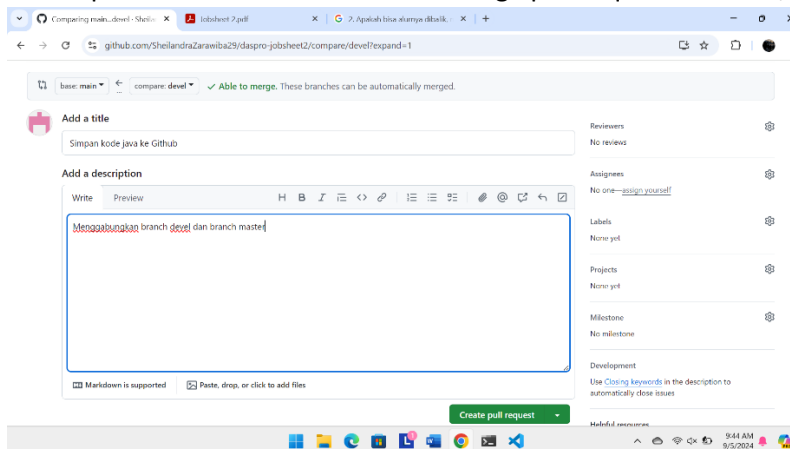 Comparing main...devel · Sheila
Jobsheet 2.pdf
2. Apakah bisa alurnya dibalik,
github.com/SheilandraZarawiba29/daspro-jobsheet2/compare/devel?expand=1
base: main
compare: devel
Able to merge. These branches can be automatically merged.
Add a title
Simpan kode java ke Github
Add a description
Write Preview
Menggabungkan branch devel dan branch master
Markdown is supported
Paste, drop, or click to add files
Create pull request
Reviewers
No reviews
Assignees
No one—assign yourself
Labels
None yet
Projects
None yet
Milestone
No milestone
Development
Use Closing keywords in the description to
automatically close issues
Helpful resources
9:44 AM
9/5/2024